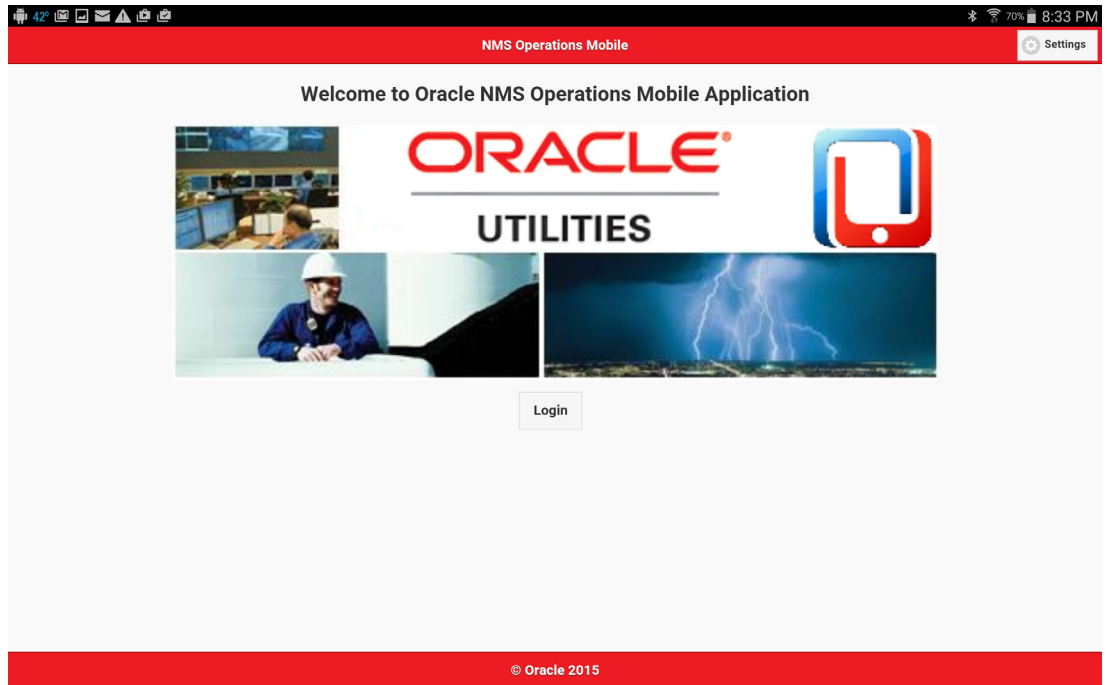 42° 70% 8:33 PM
NMS Operations Mobile
Settings
Welcome to Oracle NMS Operations Mobile Application
ORACLE®
UTILITIES
Login
© Oracle 2015